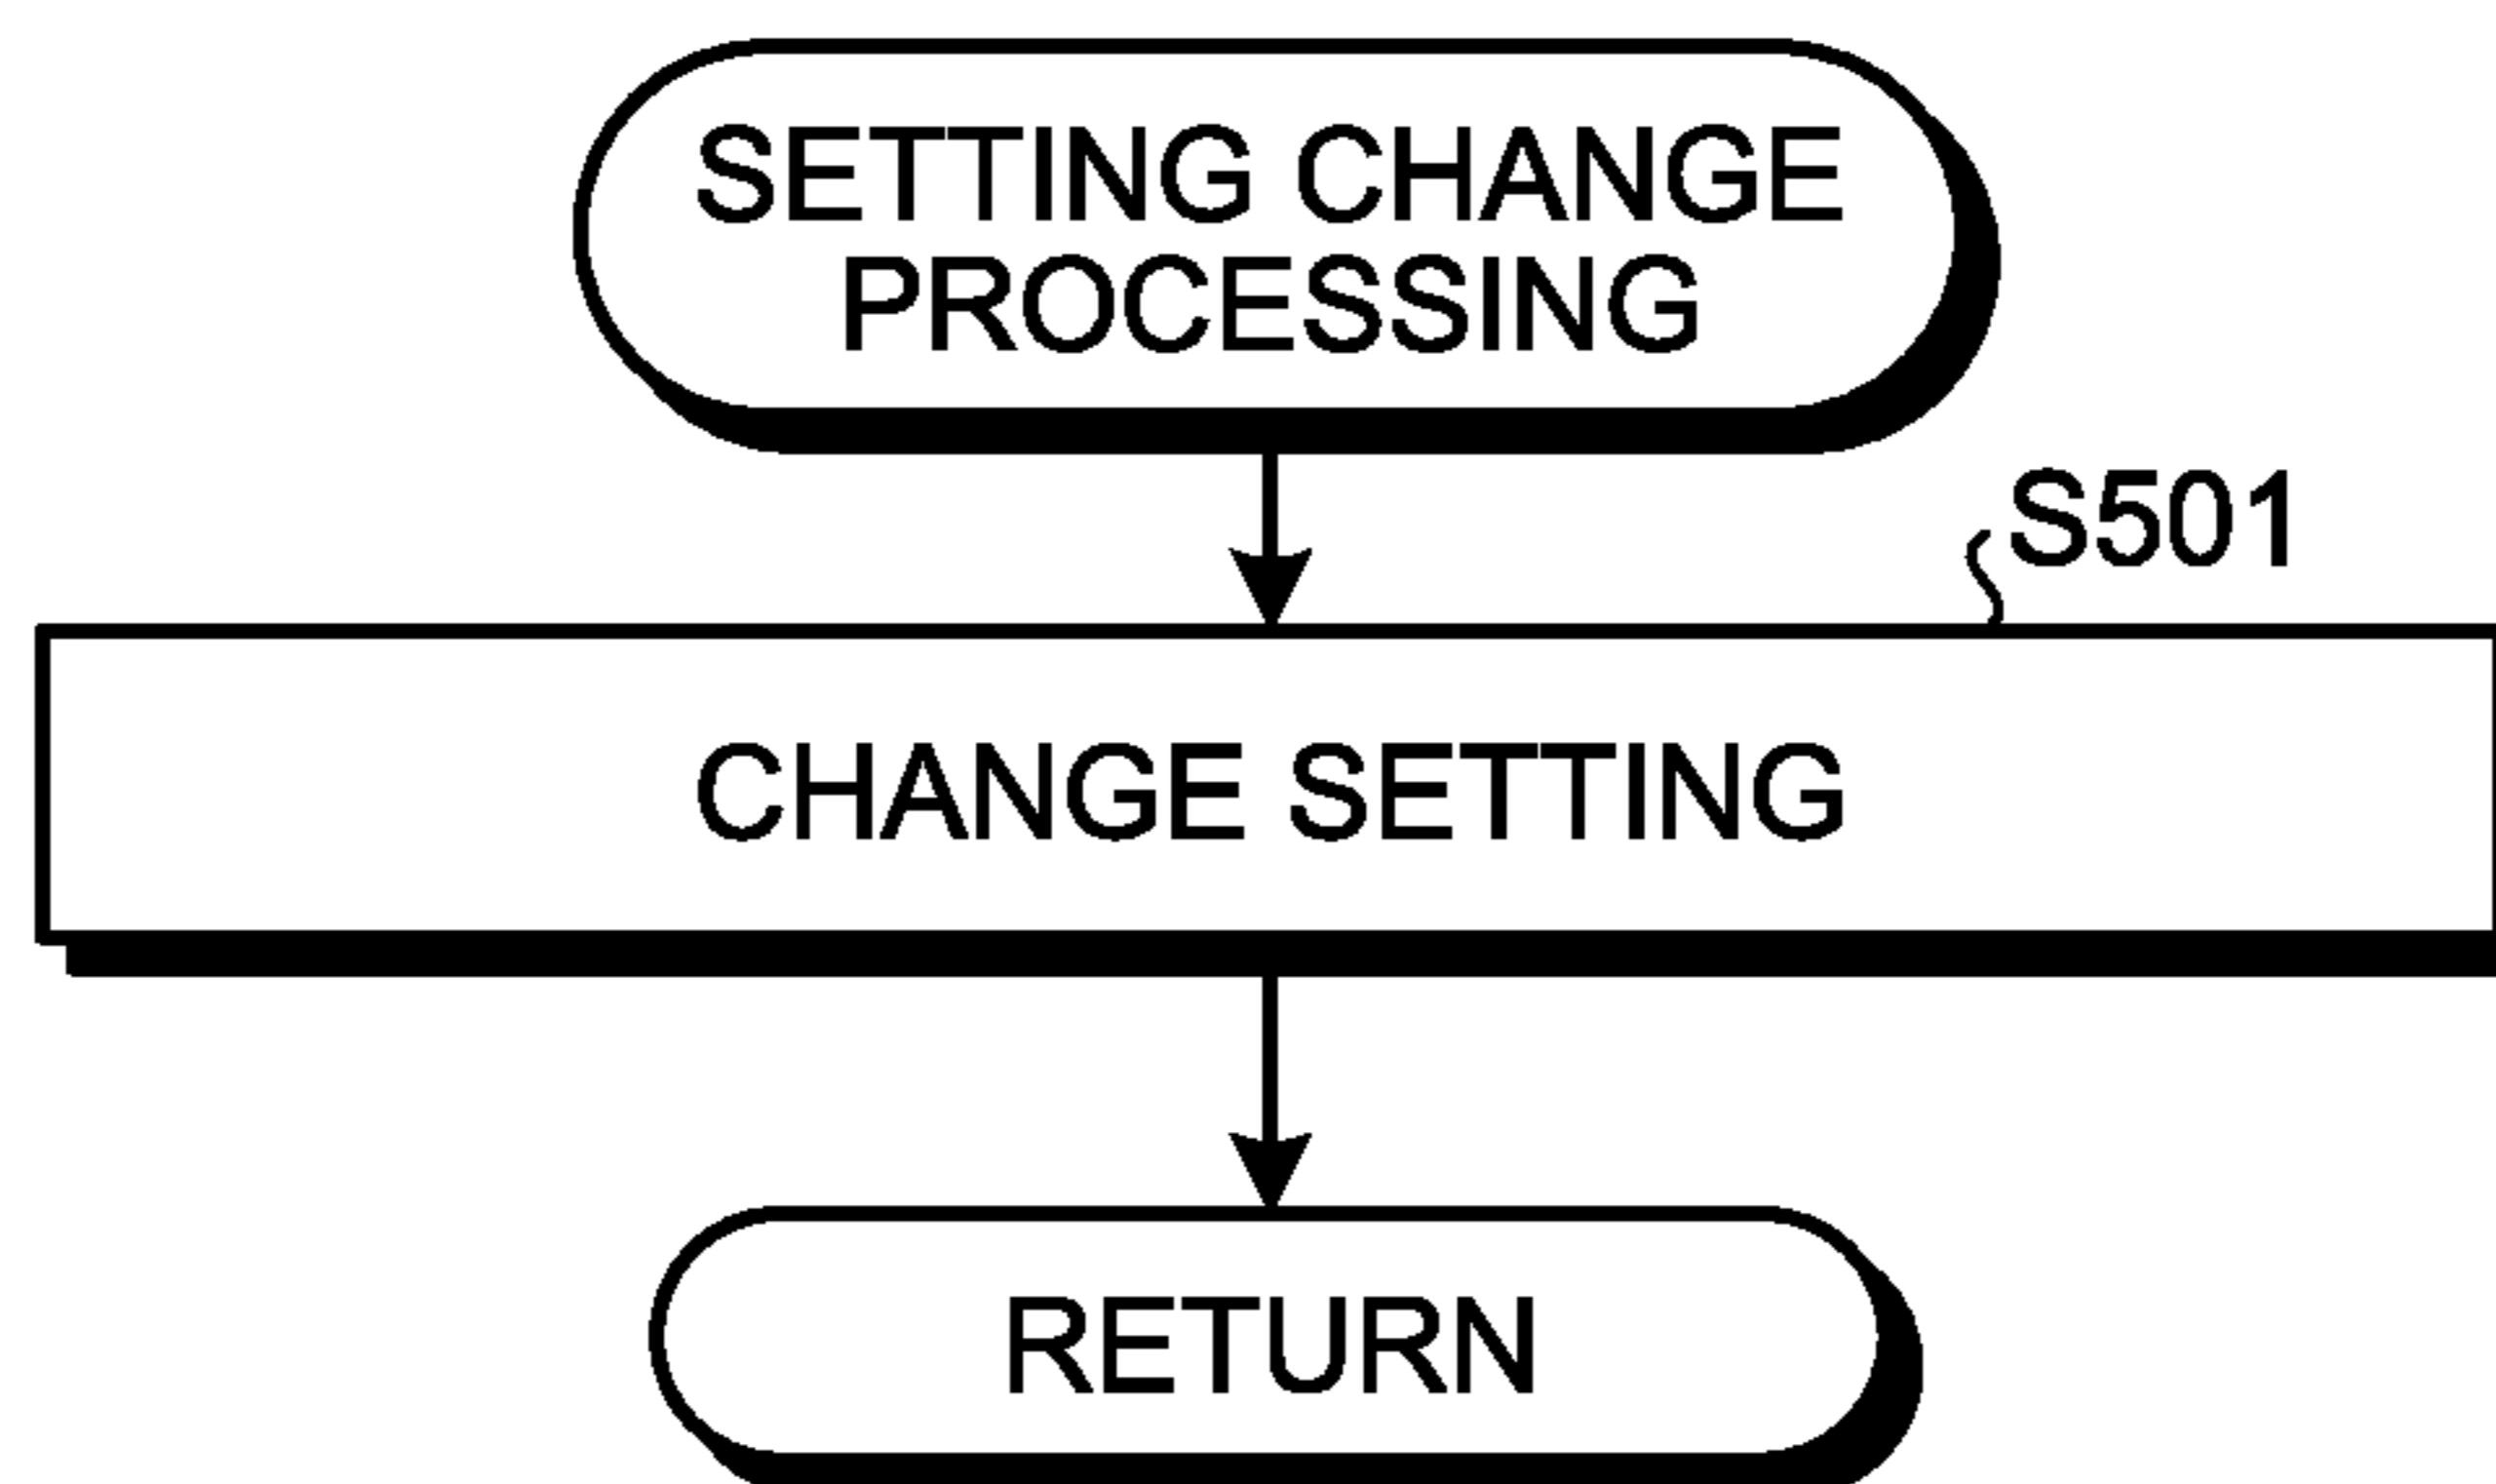 SETTING CHANGE
PROCESSING
S501
CHANGE SETTING
RETURN